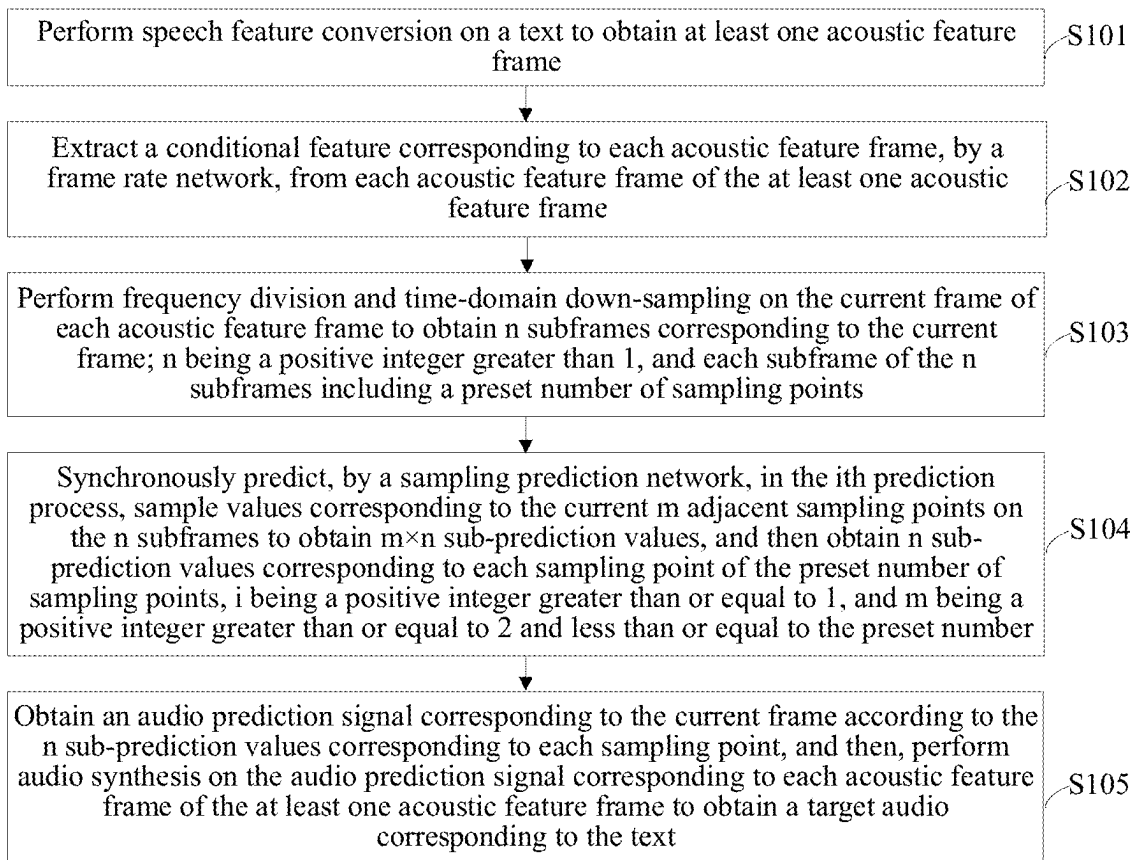 Perform speech feature conversion on a text to obtain at least one acoustic feature
frame
S101
Extract a conditional feature corresponding to each acoustic feature frame, by a
frame rate network, from each acoustic feature frame of the at least one acoustic
feature frame
S102
Perform frequency division and time-domain down-sampling on the current frame of
each acoustic feature frame to obtain n subframes corresponding to the current
frame; n being a positive integer greater than 1, and each subframe of the n
subframes including a preset number of sampling points
S103
Synchronously predict, by a sampling prediction network, in the ith prediction
process, sample values corresponding to the current m adjacent sampling points on
the n subframes to obtain m×n sub-prediction values, and then obtain n sub-
prediction values corresponding to each sampling point of the preset number of
sampling points, i being a positive integer greater than or equal to 1, and m being a
positive integer greater than or equal to 2 and less than or equal to the preset number
S104
Obtain an audio prediction signal corresponding to the current frame according to the
n sub-prediction values corresponding to each sampling point, and then, perform
audio synthesis on the audio prediction signal corresponding to each acoustic feature
frame of the at least one acoustic feature frame to obtain a target audio
corresponding to the text
S105